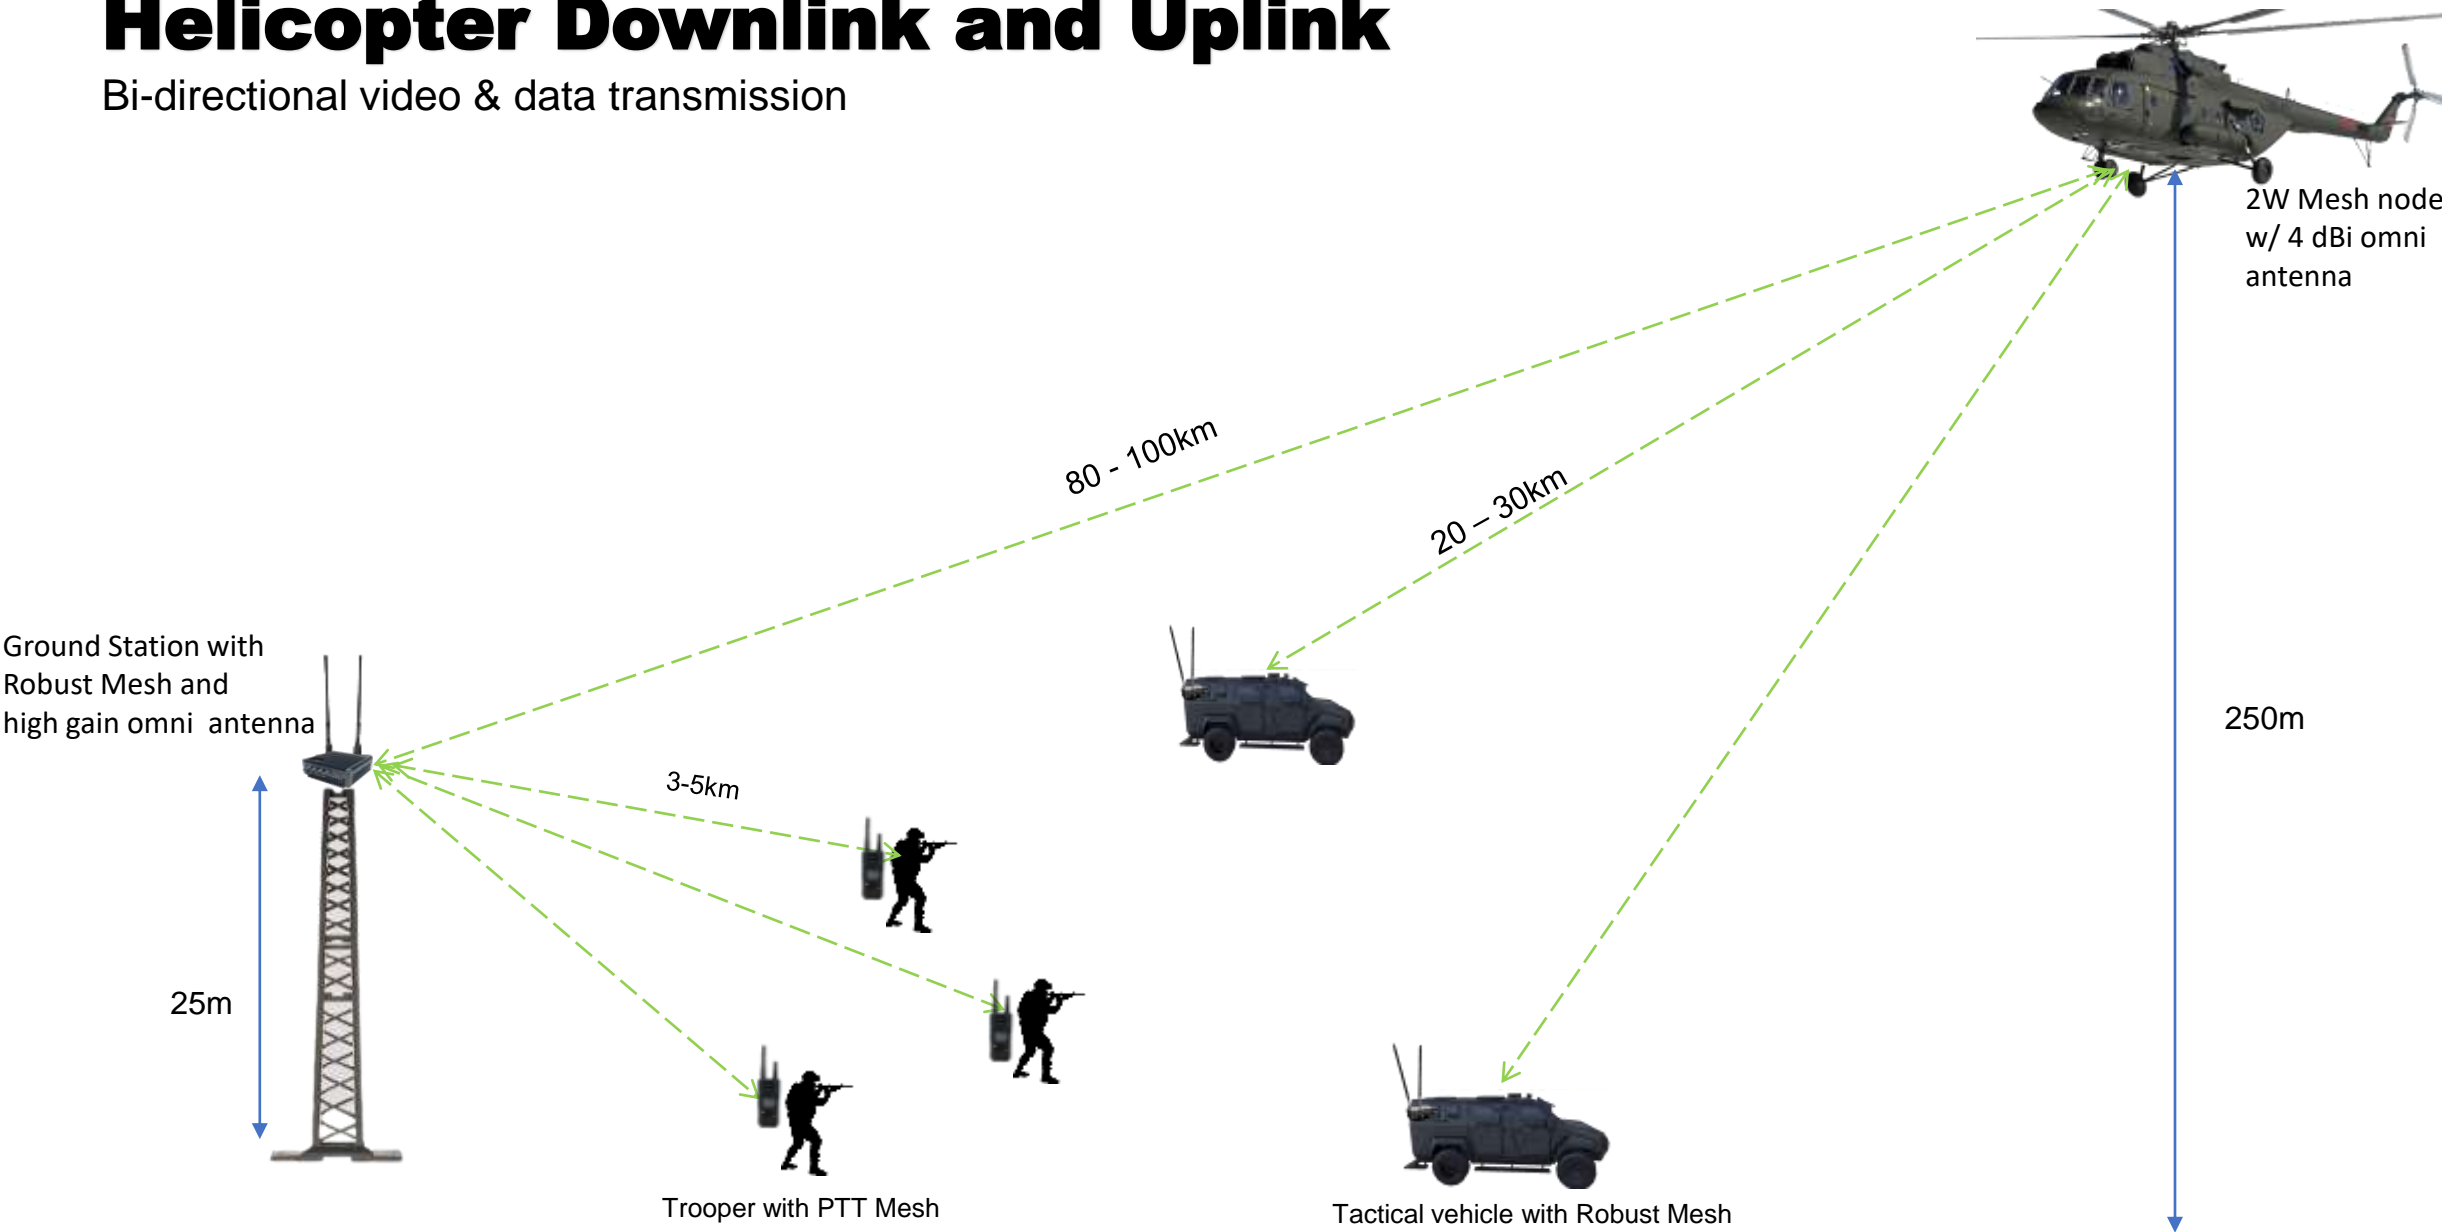 Helicopter Downlink and Uplink
Bi-directional video & data transmission
2W Mesh node
w/ 4 dBi omni
antenna
80 - 100km
20 – 30km
Ground Station with
Robust Mesh and
high gain omni antenna
250m
3-5km
25m
Trooper with PTT Mesh
Tactical vehicle with Robust Mesh